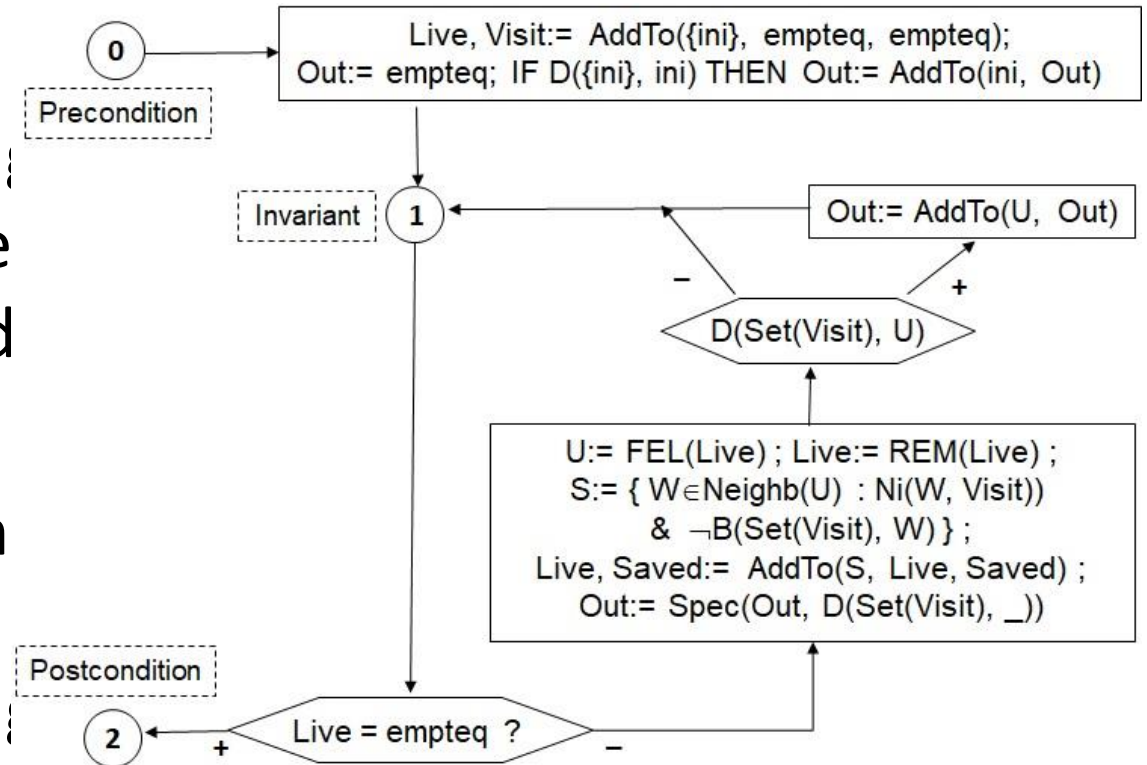 0
Precondition
Live, Visit:= AddTo({ini}, empteq, empteq);
Out:= empteq; IF D({ini}, ini) THEN Out:= AddTo(ini, Out)
Invariant
1
Out:= AddTo(U, Out)
–
+
D(Set(Visit), U)
U:= FEL(Live) ; Live:= REM(Live) ;
S:= { W∈Neighb(U) : Ni(W, Visit))
& ¬B(Set(Visit), W) } ;
Live, Saved:= AddTo(S, Live, Saved) ;
Out:= Spec(Out, D(Set(Visit), _))
Postcondition
2
+
Live = empteq ?
–